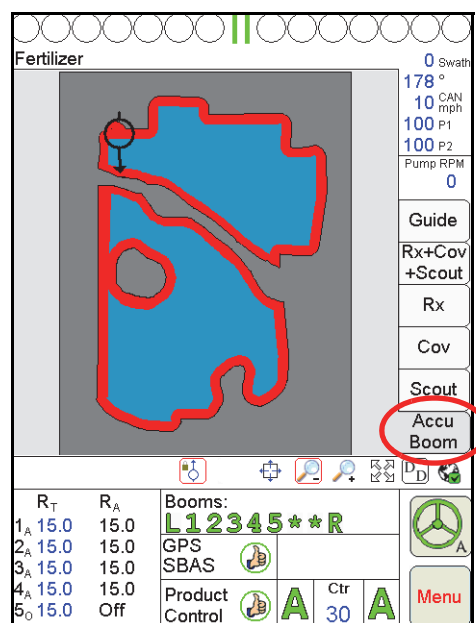 Fertilizer
0 Swath
178 °
10 CAN mph
100 P1
100 P2
Pump RPM
0
Guide
Rx+Cov
+Scout
Rx
Cov
Scout
Accu
Boom
DD
RT RA
1A 15.0 15.0
2A 15.0 15.0
3A 15.0 15.0
4A 15.0 15.0
5O 15.0 Off
Booms:
L12345**R
GPS
SBAS
Product
Control
A
Ctr
30
A
A
Menu